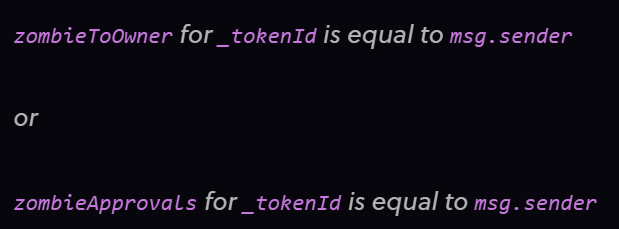 zombieToOwner for _tokenId is equal to msg.sender
or
zombieApprovals for _tokenId is equal to msg.sender